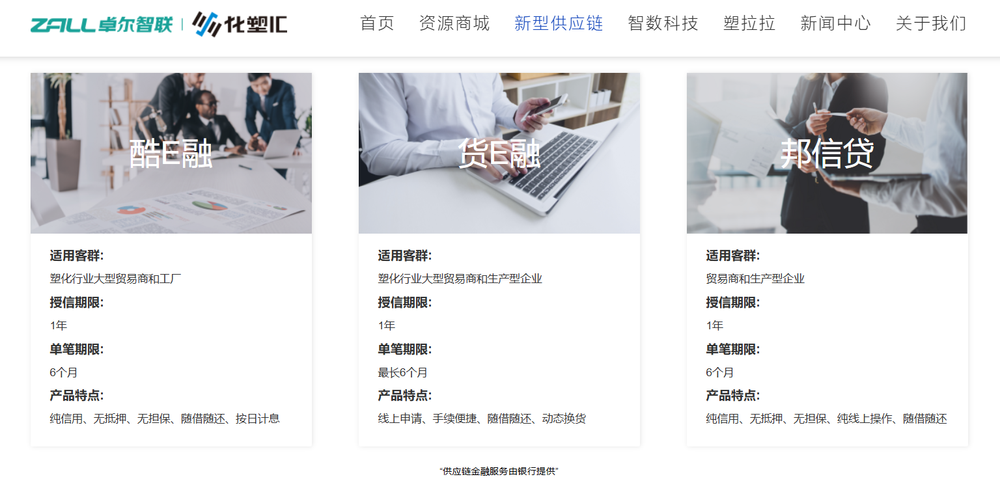 ZALL 卓尔智联 | 化塑汇
首页 资源商城 新型供应链 智数科技 塑拉拉 新闻中心 关于我们
酷E融
适用客群:
塑化行业大型贸易商和工厂
授信期限:
1年
单笔期限:
6个月
产品特点:
纯信用、无抵押、无担保、随借随还、按日计息
货E融
适用客群:
塑化行业大型贸易商和生产型企业
授信期限:
1年
单笔期限:
最长6个月
产品特点:
线上申请、手续便捷、随借随还、动态换货
邦信贷
适用客群:
贸易商和生产型企业
授信期限:
1年
单笔期限:
6个月
产品特点:
纯信用、无抵押、无担保、纯线上操作、随借随还
“供应链金融服务由银行提供”